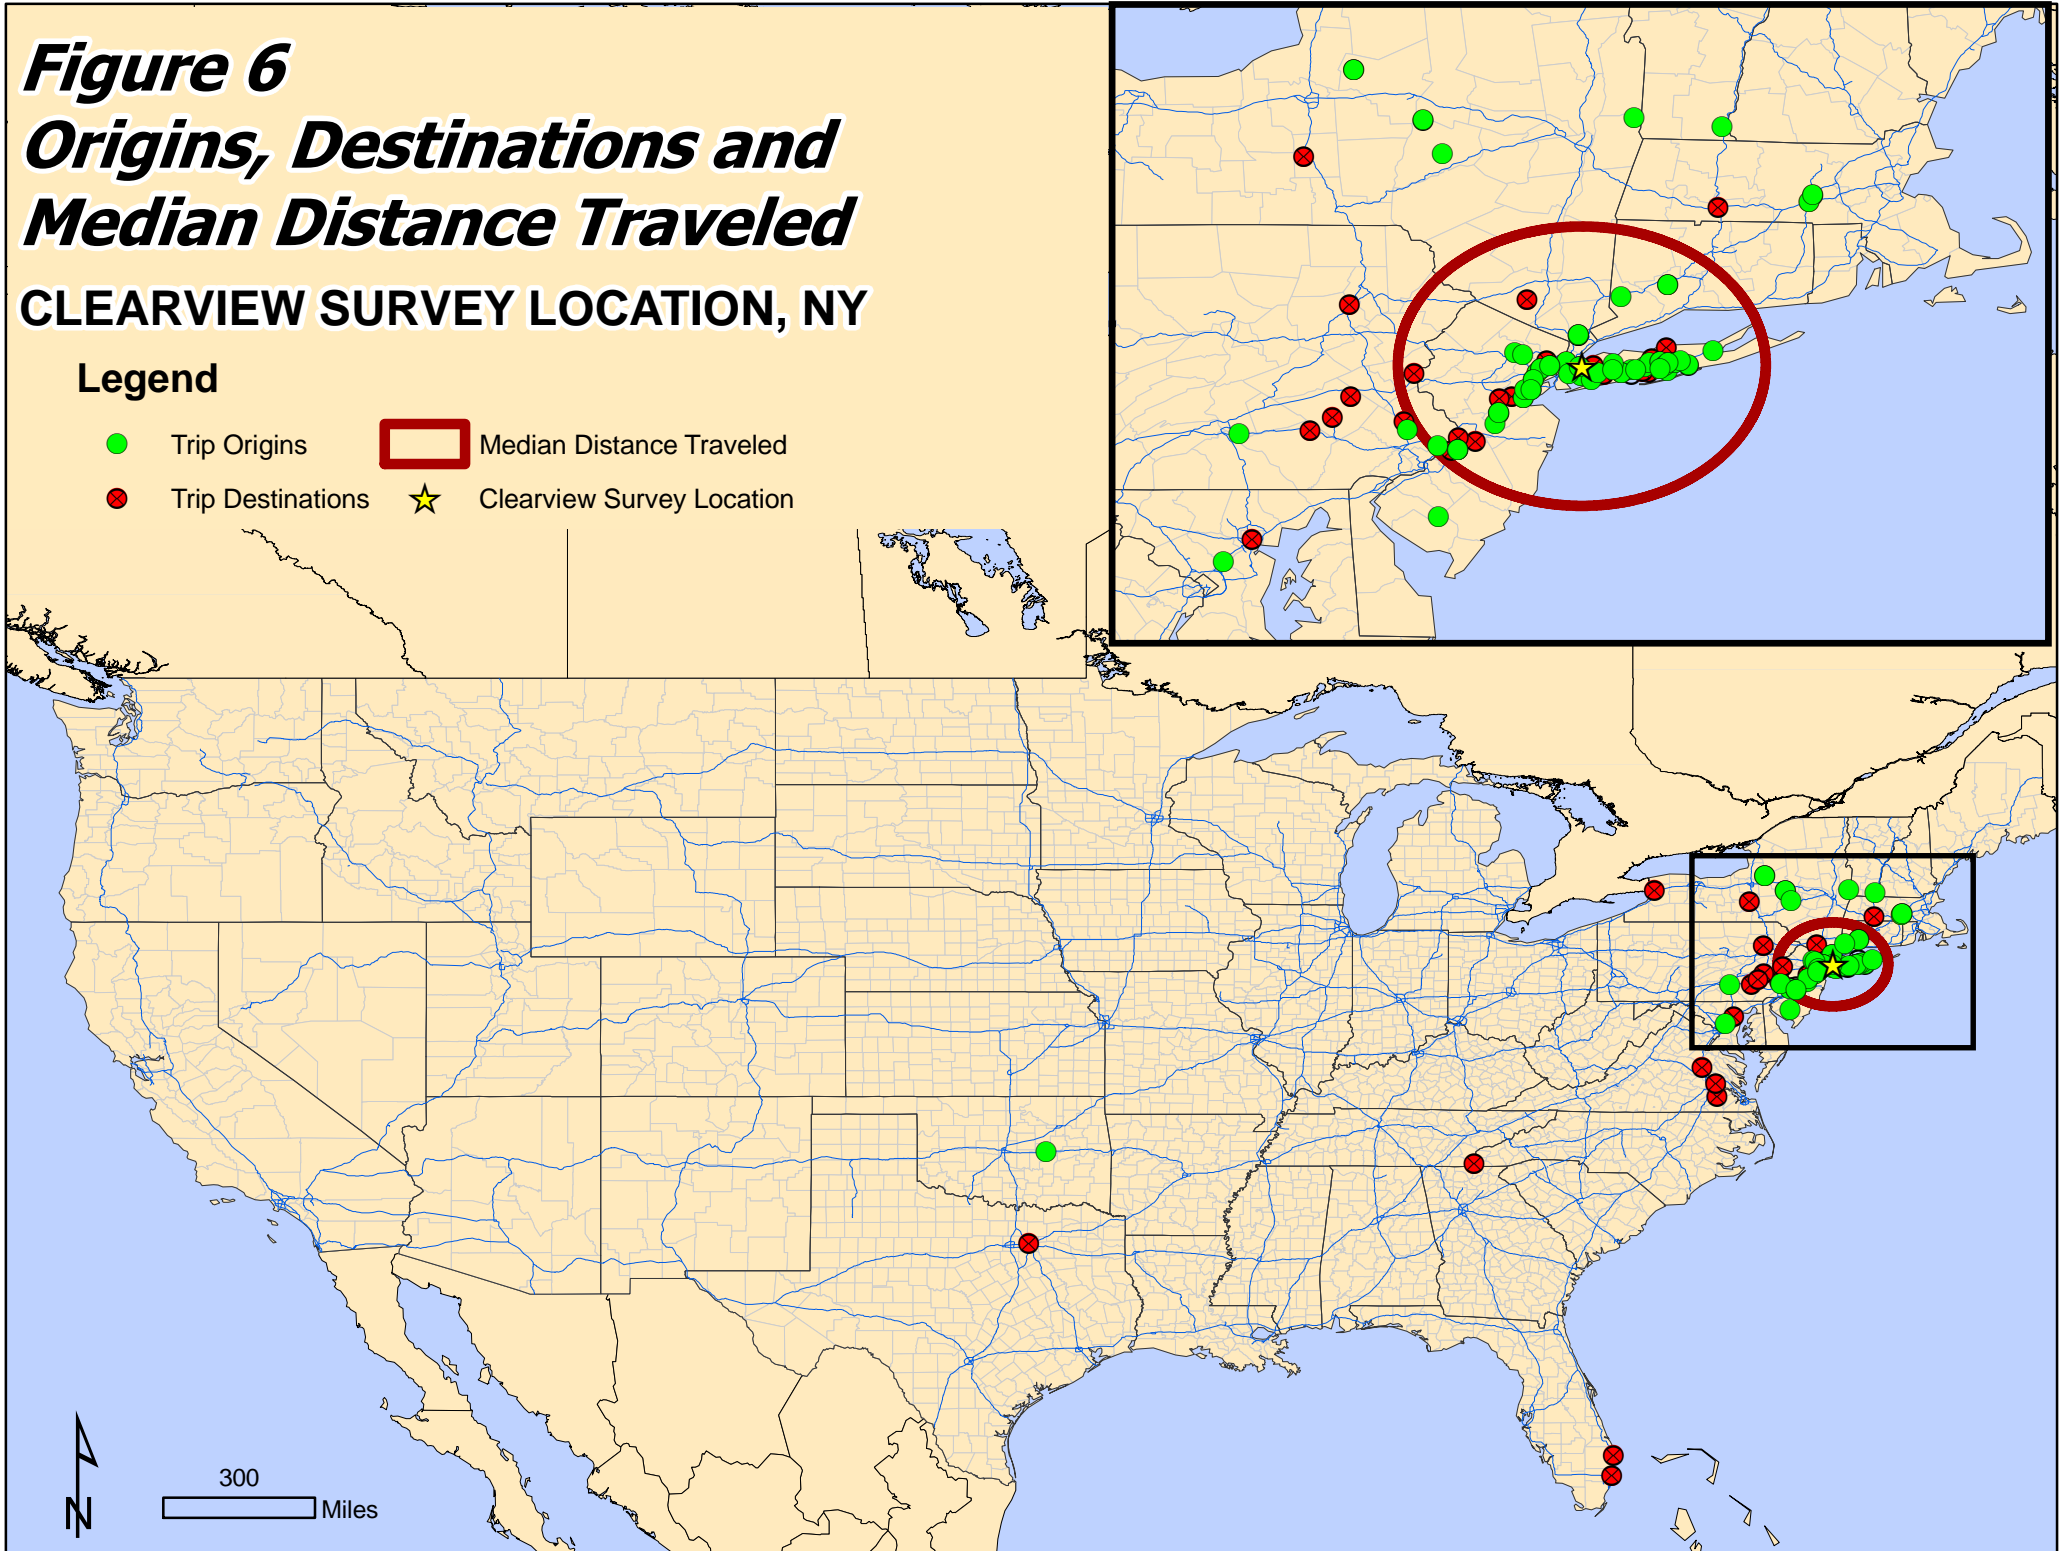 Figure 6
Origins, Destinations and
Median Distance Traveled
CLEARVIEW SURVEY LOCATION, NY
Legend
Trip Origins
Median Distance Traveled
Trip Destinations
Clearview Survey Location
300
Miles
N